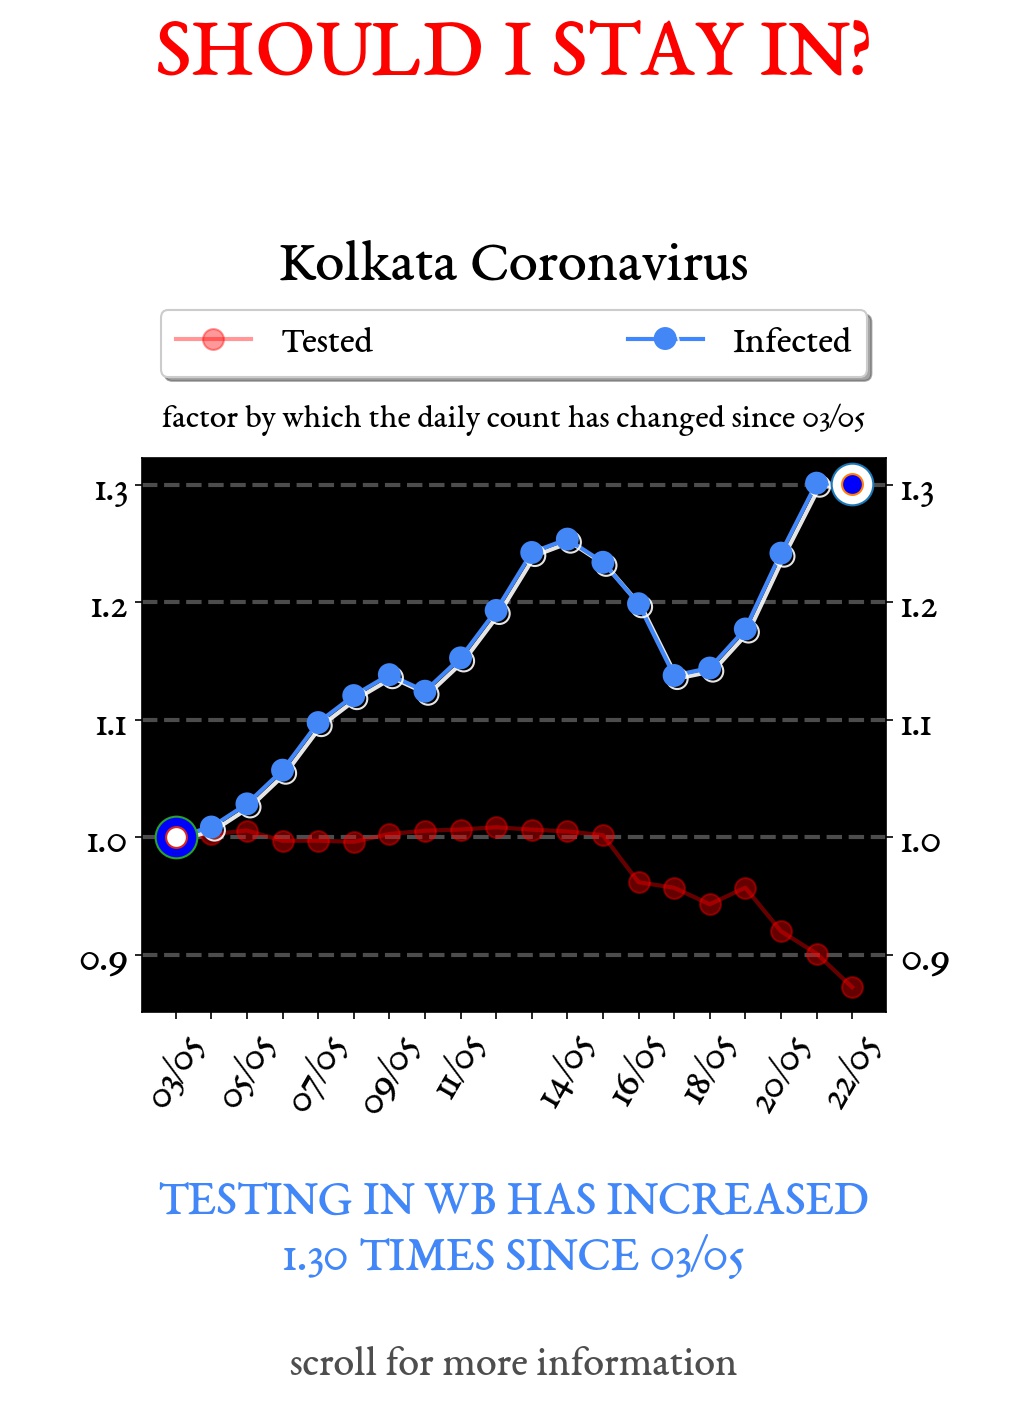 SHOULD I STAY IN?
Kolkata Coronavirus
Tested Infected
factor by which the daily count has changed since 03/05
1.3 1.3
1.2 1.2
1.1 1.1
1.0 1.0
0.9 0.9
03/05 05/05 07/05 09/05 11/05 14/05 16/05 18/05 20/05 22/05
TESTING IN WB HAS INCREASED
1.30 TIMES SINCE 03/05
scroll for more information